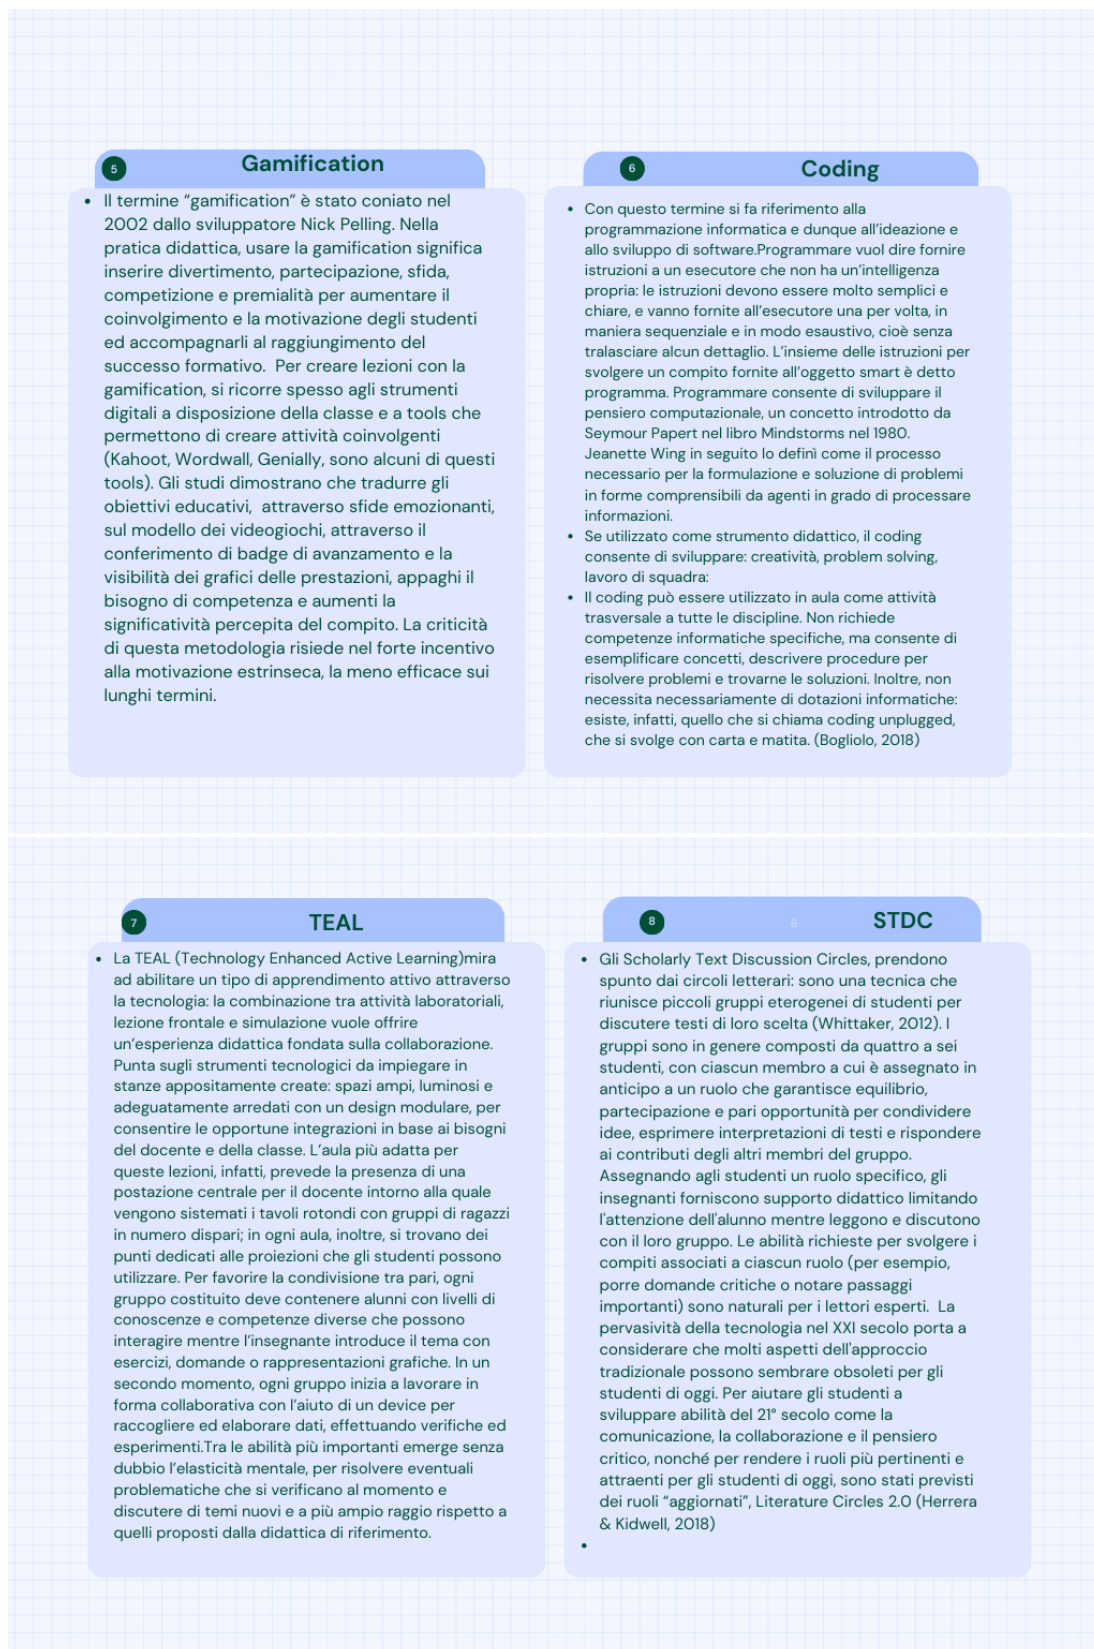 5
Gamification
• Il termine “gamification” è stato coniato nel
2002 dallo sviluppatore Nick Pelling. Nella
pratica didattica, usare la gamification significa
inserire divertimento, partecipazione, sfida,
competizione e premialità per aumentare il
coinvolgimento e la motivazione degli studenti
ed accompagnarli al raggiungimento del
successo formativo.  Per creare lezioni con la
gamification, si ricorre spesso agli strumenti
digitali a disposizione della classe e a tools che
permettono di creare attività coinvolgenti
(Kahoot, Wordwall, Genially, sono alcuni di questi
tools). Gli studi dimostrano che tradurre gli
obiettivi educativi,  attraverso sfide emozionanti,
sul modello dei videogiochi, attraverso il
conferimento di badge di avanzamento e la
visibilità dei grafici delle prestazioni, appaghi il
bisogno di competenza e aumenti la
significatività percepita del compito. La criticità
di questa metodologia risiede nel forte incentivo
alla motivazione estrinseca, la meno efficace sui
lunghi termini.
6
Coding
• Con questo termine si fa riferimento alla
programmazione informatica e dunque all’ideazione e
allo sviluppo di software.Programmare vuol dire fornire
istruzioni a un esecutore che non ha un’intelligenza
propria: le istruzioni devono essere molto semplici e
chiare, e vanno fornite all’esecutore una per volta, in
maniera sequenziale e in modo esaustivo, cioè senza
tralasciare alcun dettaglio. L’insieme delle istruzioni per
svolgere un compito fornite all’oggetto smart è detto
programma. Programmare consente di sviluppare il
pensiero computazionale, un concetto introdotto da
Seymour Papert nel libro Mindstorms nel 1980.
Jeanette Wing in seguito lo definì come il processo
necessario per la formulazione e soluzione di problemi
in forme comprensibili da agenti in grado di processare
informazioni.
• Se utilizzato come strumento didattico, il coding
consente di sviluppare: creatività, problem solving,
lavoro di squadra:
• Il coding può essere utilizzato in aula come attività
trasversale a tutte le discipline. Non richiede
competenze informatiche specifiche, ma consente di
esemplificare concetti, descrivere procedure per
risolvere problemi e trovarne le soluzioni. Inoltre, non
necessita necessariamente di dotazioni informatiche:
esiste, infatti, quello che si chiama coding unplugged,
che si svolge con carta e matita. (Bogliolo, 2018)
7
TEAL
• La TEAL (Technology Enhanced Active Learning)mira
ad abilitare un tipo di apprendimento attivo attraverso
la tecnologia: la combinazione tra attività laboratoriali,
lezione frontale e simulazione vuole offrire
un’esperienza didattica fondata sulla collaborazione.
Punta sugli strumenti tecnologici da impiegare in
stanze appositamente create: spazi ampi, luminosi e
adeguatamente arredati con un design modulare, per
consentire le opportune integrazioni in base ai bisogni
del docente e della classe. L’aula più adatta per
queste lezioni, infatti, prevede la presenza di una
postazione centrale per il docente intorno alla quale
vengono sistemati i tavoli rotondi con gruppi di ragazzi
in numero dispari; in ogni aula, inoltre, si trovano dei
punti dedicati alle proiezioni che gli studenti possono
utilizzare. Per favorire la condivisione tra pari, ogni
gruppo costituito deve contenere alunni con livelli di
conoscenze e competenze diverse che possono
interagire mentre l’insegnante introduce il tema con
esercizi, domande o rappresentazioni grafiche. In un
secondo momento, ogni gruppo inizia a lavorare in
forma collaborativa con l’aiuto di un device per
raccogliere ed elaborare dati, effettuando verifiche ed
esperimenti.Tra le abilità più importanti emerge senza
dubbio l’elasticità mentale, per risolvere eventuali
problematiche che si verificano al momento e
discutere di temi nuovi e a più ampio raggio rispetto a
quelli proposti dalla didattica di riferimento.
8
6
STDC
• Gli Scholarly Text Discussion Circles, prendono
spunto dai circoli letterari: sono una tecnica che
riunisce piccoli gruppi eterogenei di studenti per
discutere testi di loro scelta (Whittaker, 2012). I
gruppi sono in genere composti da quattro a sei
studenti, con ciascun membro a cui è assegnato in
anticipo a un ruolo che garantisce equilibrio,
partecipazione e pari opportunità per condividere
idee, esprimere interpretazioni di testi e rispondere
ai contributi degli altri membri del gruppo.
Assegnando agli studenti un ruolo specifico, gli
insegnanti forniscono supporto didattico limitando
l'attenzione dell'alunno mentre leggono e discutono
con il loro gruppo. Le abilità richieste per svolgere i
compiti associati a ciascun ruolo (per esempio,
porre domande critiche o notare passaggi
importanti) sono naturali per i lettori esperti.  La
pervasività della tecnologia nel XXI secolo porta a
considerare che molti aspetti dell'approccio
tradizionale possono sembrare obsoleti per gli
studenti di oggi. Per aiutare gli studenti a
sviluppare abilità del 21° secolo come la
comunicazione, la collaborazione e il pensiero
critico, nonché per rendere i ruoli più pertinenti e
attraenti per gli studenti di oggi, sono stati previsti
dei ruoli “aggiornati”, Literature Circles 2.0 (Herrera
& Kidwell, 2018)
•